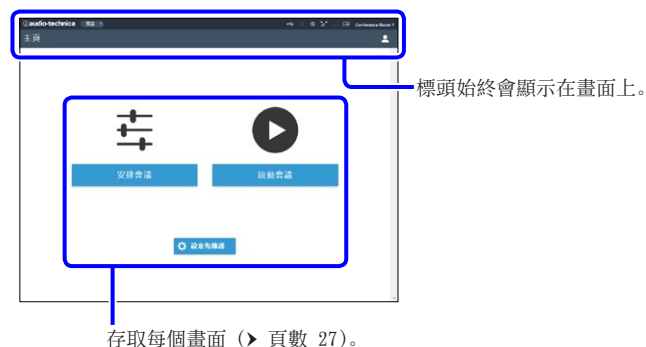 audio-technica
Conference Room 1
主頁
標頭始終會顯示在畫面上。
安排會議
啟動會議
設定和維護
存取每個畫面 (➤ 頁數 27)。